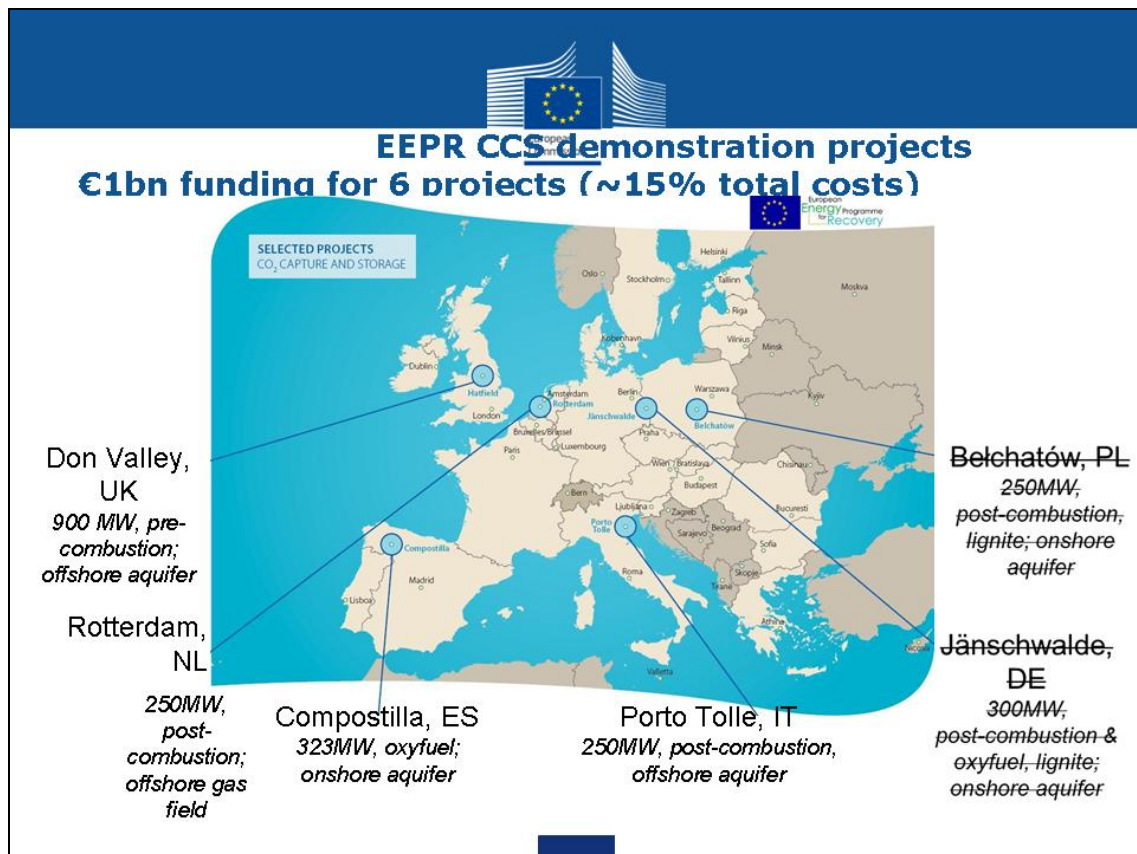 European
Commission
EEPR CCS demonstration projects
€1bn funding for 6 projects (~15% total costs)
European
Energy Programme
for Recovery
SELECTED PROJECTS
CO₂ CAPTURE AND STORAGE
Helsinki
Oslo
Stockholm
Tallinn
Moskva
Riga
København
Vilnius
Minsk
Dublin
Hatfield
Amsterdam
Berlin
Warszawa
London
Rotterdam
Jänschwalde
Bełchatów
Kyiv
Bruxelles/Brussel
Luxembourg
Praha
Paris
Wien
Bratislava
Chisinau
Budapest
Bern
Ljubljana
Zagreb
Bucuresti
Porto
Tolle
Beograd
Sarajevo
Compostilla
Sofia
Skopje
Roma
Tirane
Madrid
Lisboa
Athina
Valletta
Don Valley,
UK
900 MW, pre-
combustion;
offshore aquifer
Rotterdam,
NL
250MW,
post-
combustion;
offshore gas
field
Compostilla, ES
323MW, oxyfuel;
onshore aquifer
Porto Tolle, IT
250MW, post-combustion,
offshore aquifer
Bełchatów, PL
250MW,
post-combustion,
lignite; onshore
aquifer
Jänschwalde,
DE
300MW,
post-combustion &
oxyfuel, lignite;
onshore aquifer